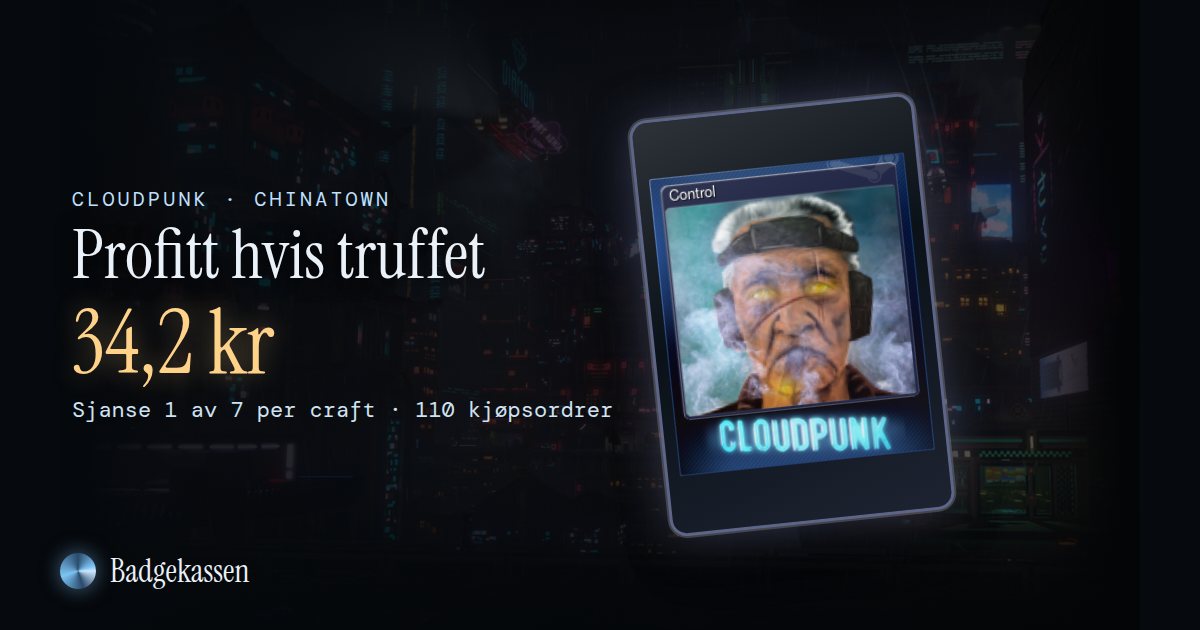 CLOUDPUNK · CHINATOWN
Profitt hvis truffet
34,2 kr
Sjanse 1 av 7 per craft · 110 kjøpsordrer
Control
CLOUDPUNK
Badgekassen